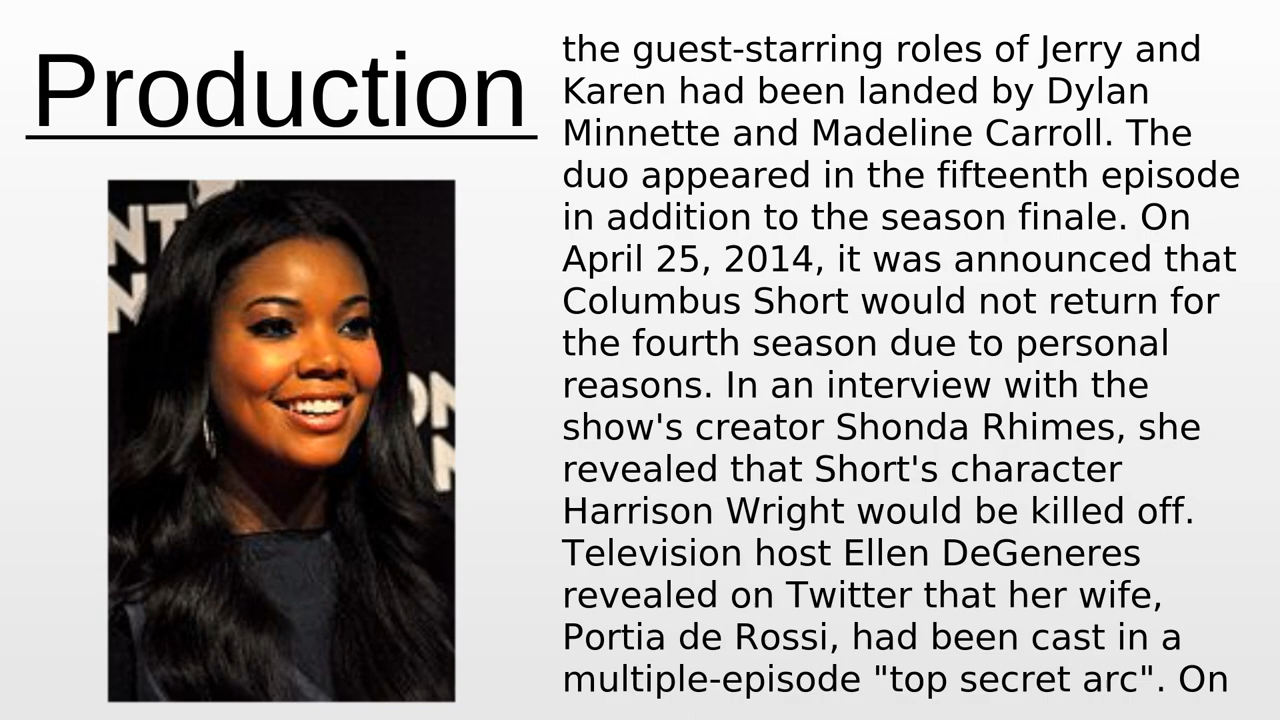 Production
the guest-starring roles of Jerry and
Karen had been landed by Dylan
Minnette and Madeline Carroll. The
duo appeared in the fifteenth episode
in addition to the season finale. On
April 25, 2014, it was announced that
Columbus Short would not return for
the fourth season due to personal
reasons. In an interview with the
show's creator Shonda Rhimes, she
revealed that Short's character
Harrison Wright would be killed off.
Television host Ellen DeGeneres
revealed on Twitter that her wife,
Portia de Rossi, had been cast in a
multiple-episode "top secret arc". On